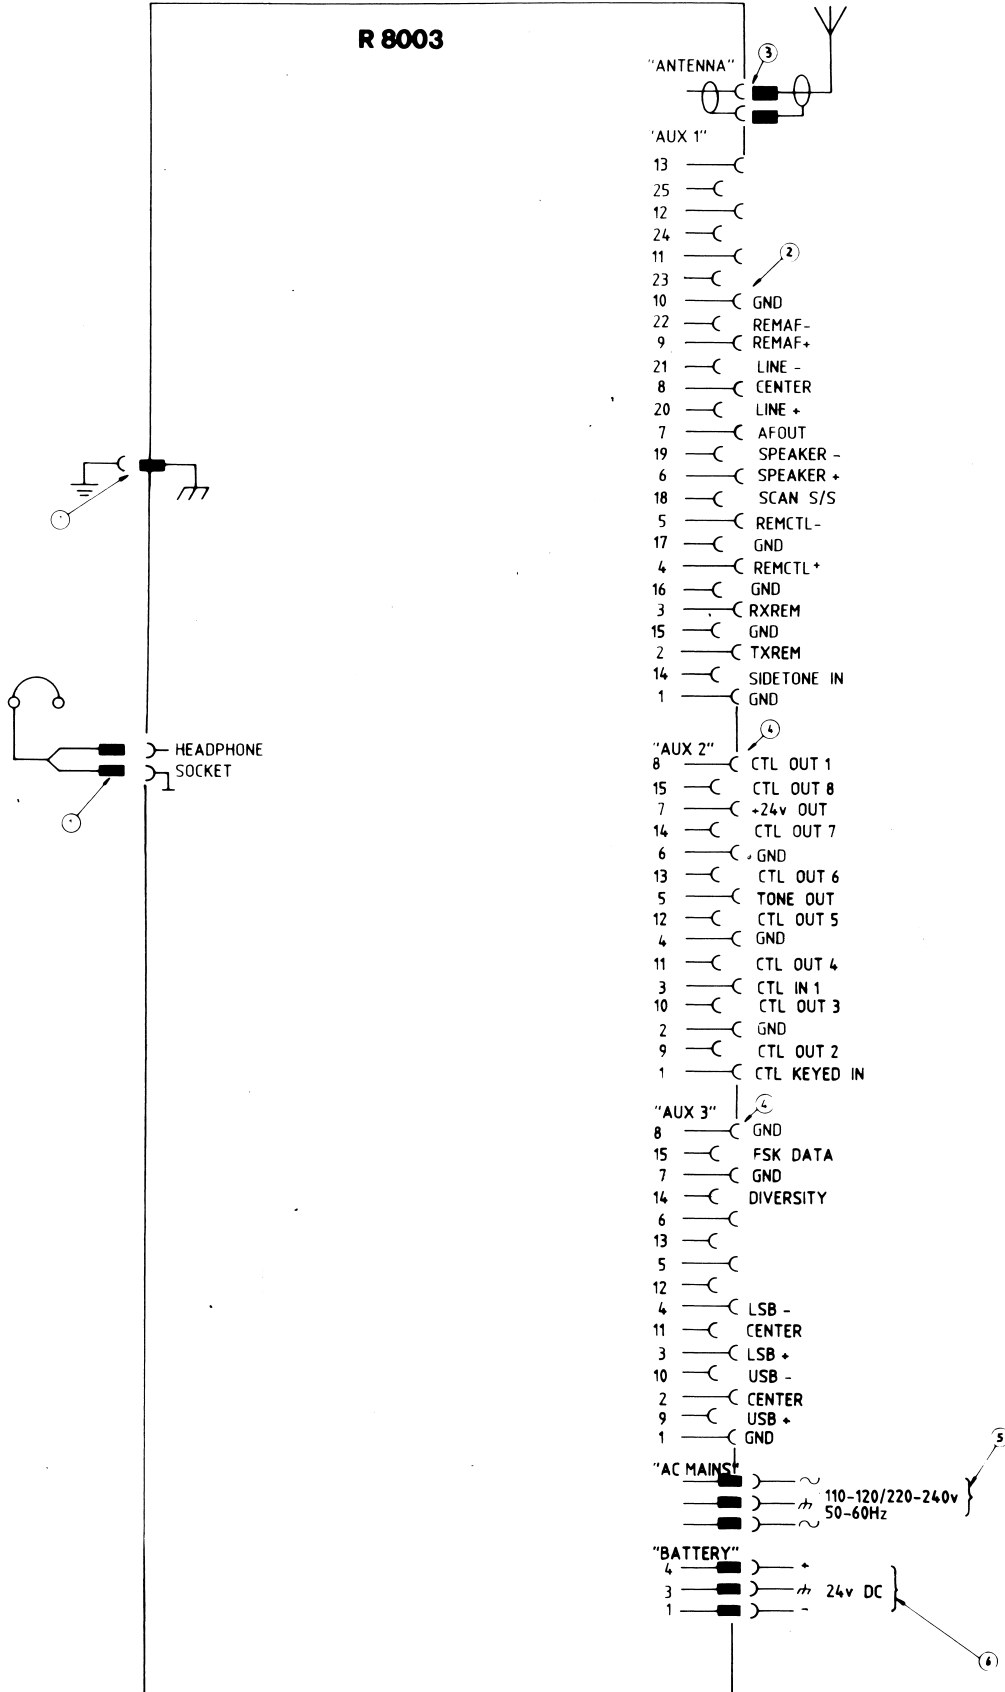 R 8003
"ANTENNA"
3
'AUX 1"
13
25
12
24
11
2
23
10 GND
22 REMAF-
9 REMAF+
21 LINE -
8 CENTER
20 LINE +
7 AFOUT
19 SPEAKER -
6 SPEAKER +
18 SCAN S/S
5 REMCTL-
17 GND
4 REMCTL+
16 GND
3 RXREM
15 GND
2 TXREM
14 SIDETONE IN
1 GND
HEADPHONE
SOCKET
4
"AUX 2"
8 CTL OUT 1
15 CTL OUT 8
7 +24v OUT
14 CTL OUT 7
6 GND
13 CTL OUT 6
5 TONE OUT
12 CTL OUT 5
4 GND
11 CTL OUT 4
3 CTL IN 1
10 CTL OUT 3
2 GND
9 CTL OUT 2
1 CTL KEYED IN
4
"AUX 3"
8 GND
15 FSK DATA
7 GND
14 DIVERSITY
6
13
5
12
4 LSB -
11 CENTER
3 LSB +
10 USB -
2 CENTER
9 USB +
1 GND
5
"AC MAINS"
110-120/220-240v
50-60Hz
"BATTERY"
4 +
3 24v DC
1 -
6